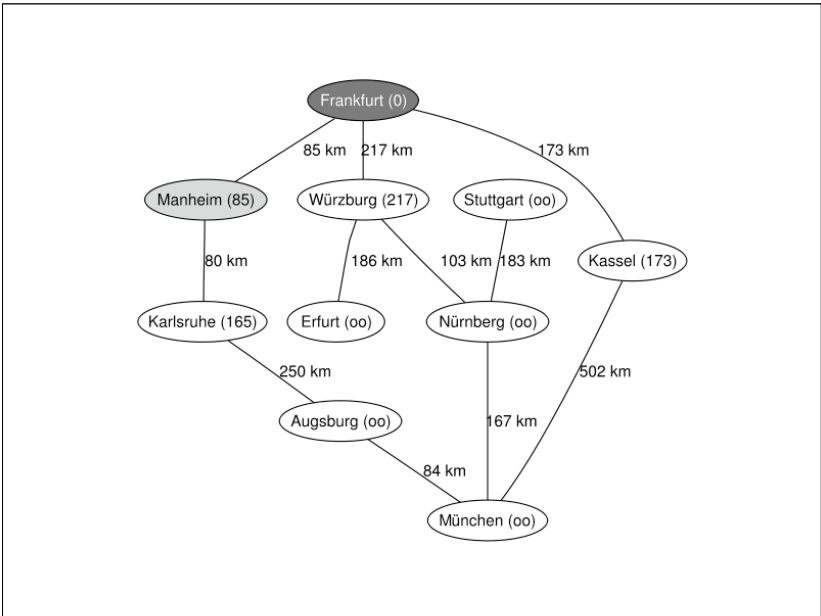 Frankfurt (0)
85 km
217 km
173 km
Manheim (85)
Würzburg (217)
Stuttgart (oo)
80 km
186 km
103 km
183 km
Kassel (173)
Karlsruhe (165)
Erfurt (oo)
Nürnberg (oo)
250 km
502 km
Augsburg (oo)
167 km
84 km
München (oo)